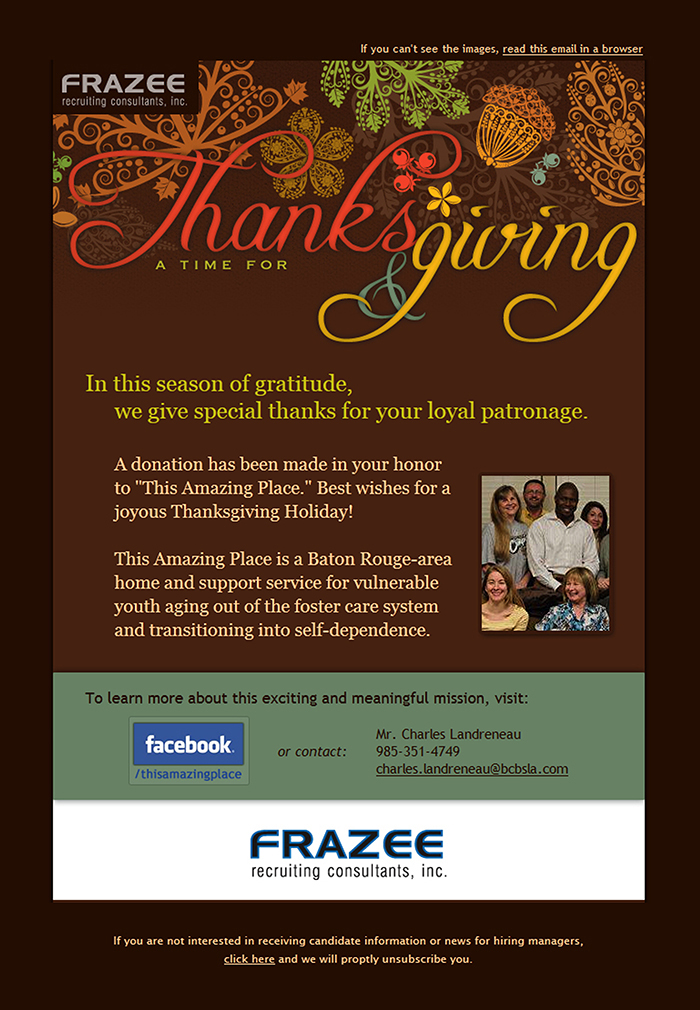 If you can't see the images, read this email in a browser
FRAZEE
recruiting consultants, inc.
Thanks
A TIME FOR
& giving
In this season of gratitude,
we give special thanks for your loyal patronage.
A donation has been made in your honor
to "This Amazing Place." Best wishes for a
joyous Thanksgiving Holiday!
This Amazing Place is a Baton Rouge-area
home and support service for vulnerable
youth aging out of the foster care system
and transitioning into self-dependence.
To learn more about this exciting and meaningful mission, visit:
facebook.
/thisamazingplace
or contact:
Mr. Charles Landreneau
985-351-4749
charles.landreneau@bcbsla.com
FRAZEE
recruiting consultants, inc.
If you are not interested in receiving candidate information or news for hiring managers,
click here and we will proptly unsubscribe you.